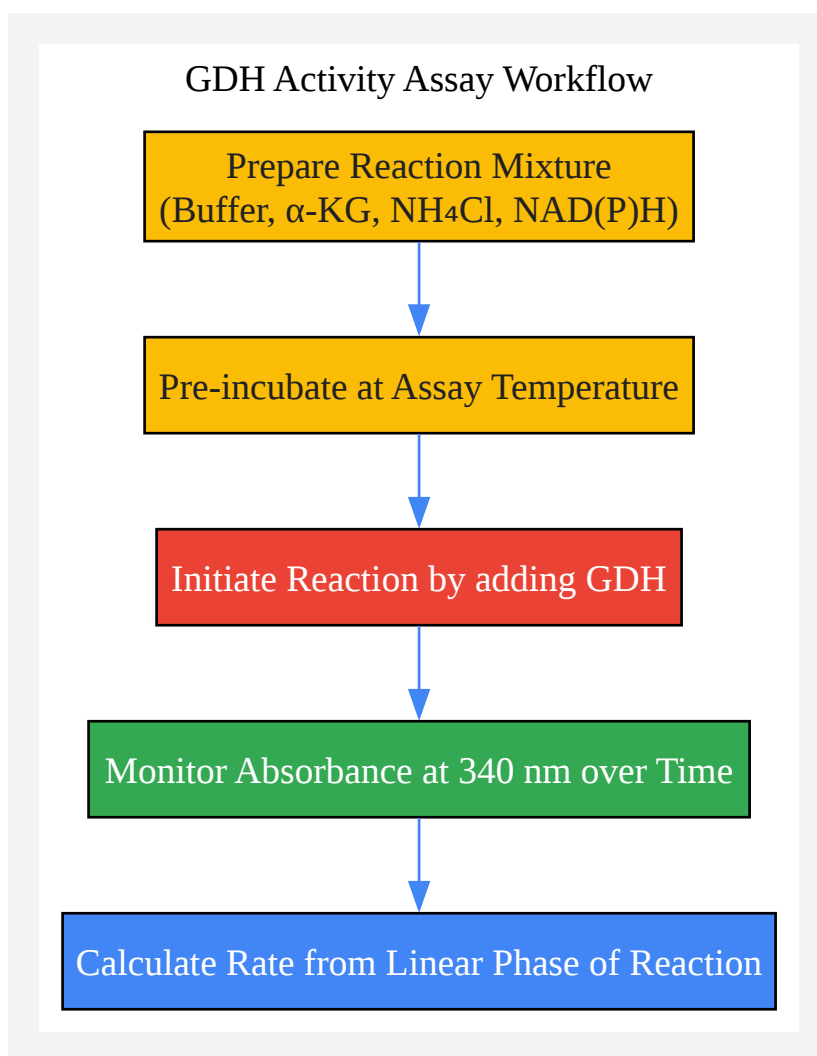 GDH Activity Assay Workflow
Prepare Reaction Mixture
(Buffer, α-KG, NH₄Cl, NAD(P)H)
Pre-incubate at Assay Temperature
Initiate Reaction by adding GDH
Monitor Absorbance at 340 nm over Time
Calculate Rate from Linear Phase of Reaction